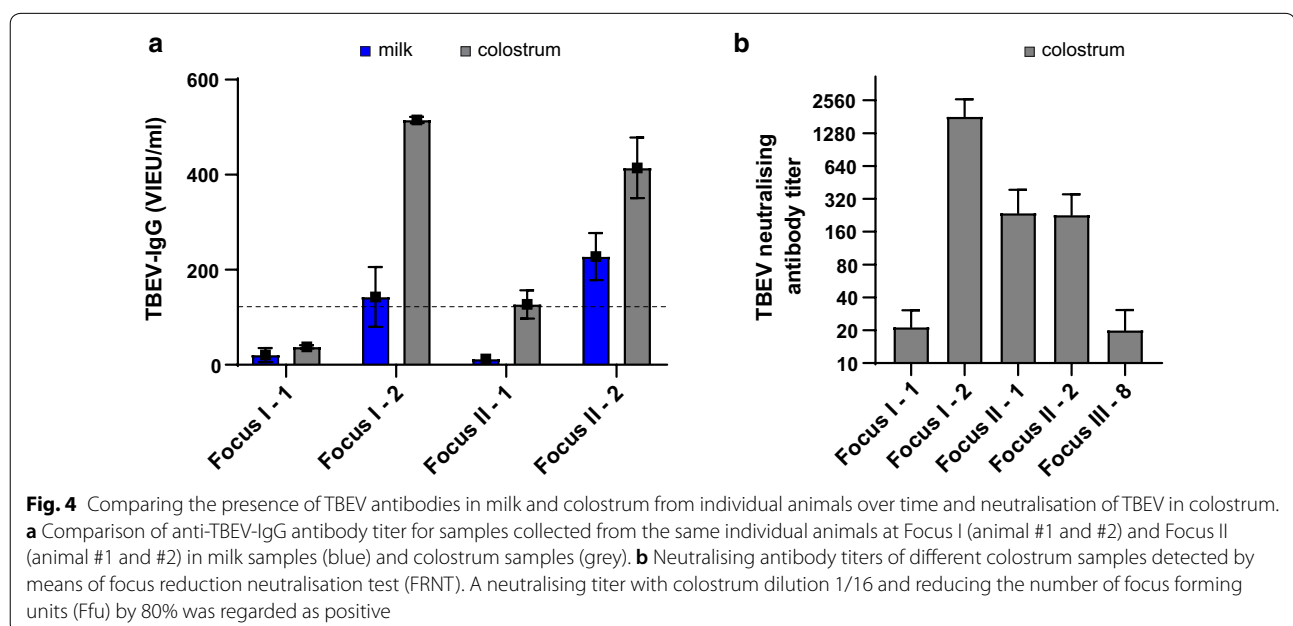 a
milk
colostrum
TBEV-IgG (VIEU/ml)
600
400
200
0
Focus I - 1
Focus I - 2
Focus II - 1
Focus II - 2
b
colostrum
TBEV neutralising
antibody titer
2560
1280
640
320
160
80
40
20
10
Focus I - 1
Focus I - 2
Focus II - 1
Focus II - 2
Focus III - 8
Fig. 4 Comparing the presence of TBEV antibodies in milk and colostrum from individual animals over time and neutralisation of TBEV in colostrum.
a Comparison of anti-TBEV-IgG antibody titer for samples collected from the same individual animals at Focus I (animal #1 and #2) and Focus II
(animal #1 and #2) in milk samples (blue) and colostrum samples (grey). b Neutralising antibody titers of different colostrum samples detected by
means of focus reduction neutralisation test (FRNT). A neutralising titer with colostrum dilution 1/16 and reducing the number of focus forming
units (Ffu) by 80% was regarded as positive